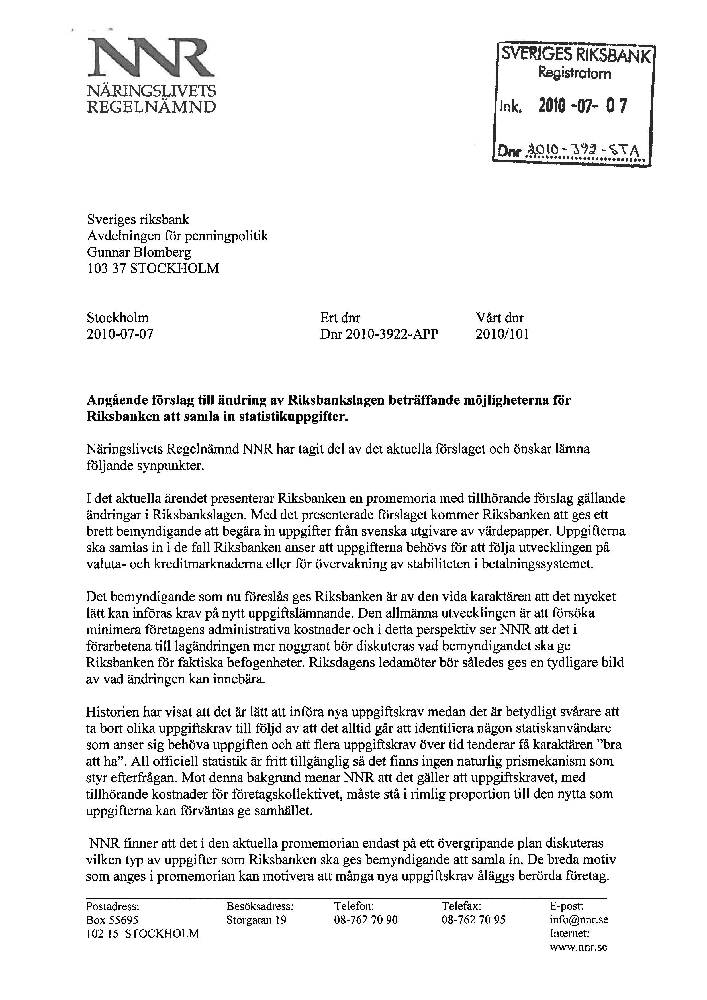 NNR
NÄRINGSLIVETS
REGELNÄMND
SVERIGES RIKSBANK
Registratorn
Ink. 2010 -07- 0 7
Dnr 2010-392-STA
Sveriges riksbank
Avdelningen för penningpolitik
Gunnar Blomberg
103 37 STOCKHOLM
Stockholm Ert dnr Vårt dnr
2010-07-07 Dnr 2010-3922-APP 2010/101
Angående förslag till ändring av Riksbankslagen beträffande möjligheterna för
Riksbanken att samla in statistikuppgifter.
Näringslivets Regelnämnd NNR har tagit del av det aktuella förslaget och önskar lämna
följande synpunkter.
I det aktuella ärendet presenterar Riksbanken en promemoria med tillhörande förslag gällande
ändringar i Riksbankslagen. Med det presenterade förslaget kommer Riksbanken att ges ett
brett bemyndigande att begära in uppgifter från svenska utgivare av värdepapper. Uppgifterna
ska samlas in i de fall Riksbanken anser att uppgifterna behövs för att följa utvecklingen på
valuta- och kreditmarknaderna eller för övervakning av stabiliteten i betalningssystemet.
Det bemyndigande som nu föreslås ges Riksbanken är av den vida karaktären att det mycket
lätt kan införas krav på nytt uppgiftslämnande. Den allmänna utvecklingen är att försöka
minimera företagens administrativa kostnader och i detta perspektiv ser NNR att det i
förarbetena till lagändringen mer noggrant bör diskuteras vad bemyndigandet ska ge
Riksbanken för faktiska befogenheter. Riksdagens ledamöter bör således ges en tydligare bild
av vad ändringen kan innebära.
Historien har visat att det är lätt att införa nya uppgiftskrav medan det är betydligt svårare att
ta bort olika uppgiftskrav till följd av att det alltid går att identifiera någon statiskanvändare
som anser sig behöva uppgiften och att flera uppgiftskrav över tid tenderar få karaktären ”bra
att ha”. All officiell statistik är fritt tillgänglig så det finns ingen naturlig prismekanism som
styr efterfrågan. Mot denna bakgrund menar NNR att det gäller att uppgiftskravet, med
tillhörande kostnader för företagskollektivet, måste stå i rimlig proportion till den nytta som
uppgifterna kan förväntas ge samhället.
NNR finner att det i den aktuella promemorian endast på ett övergripande plan diskuteras
vilken typ av uppgifter som Riksbanken ska ges bemyndigande att samla in. De breda motiv
som anges i promemorian kan motivera att många nya uppgiftskrav åläggs berörda företag.
Postadress: Besöksadress: Telefon: Telefax: E-post:
Box 55695 Storgatan 19 08-762 70 90 08-762 70 95 info@nnr.se
102 15 STOCKHOLM Internet:
www.nnr.se